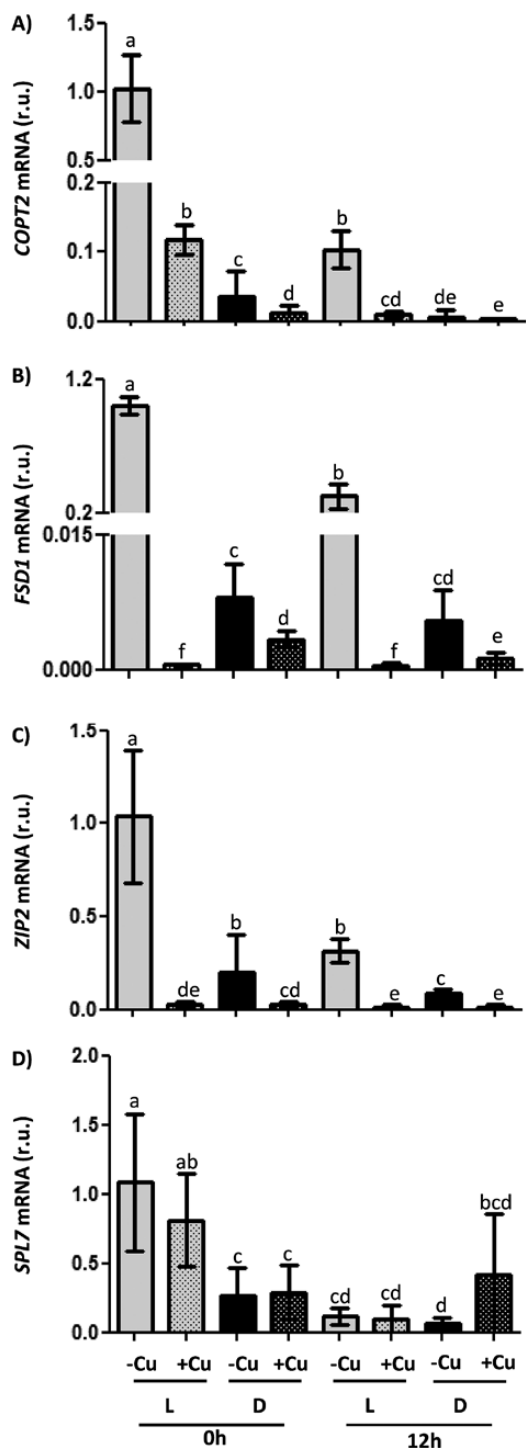 A)
COPT2 mRNA (r.u.)
1.5
1.0
0.5
0.2
0.1
0.0
a
b
c
d
b
cd
de
e
B)
FSD1 mRNA (r.u.)
1.2
0.2
0.015
0.000
a
f
c
d
b
f
cd
e
C)
ZIP2 mRNA (r.u.)
1.5
1.0
0.5
0.0
a
de
b
cd
b
e
c
e
D)
SPL7 mRNA (r.u.)
2.0
1.5
1.0
0.5
0.0
a
ab
c
c
cd
cd
d
bcd
-Cu +Cu -Cu +Cu -Cu +Cu -Cu +Cu
L D L D
0h 12h